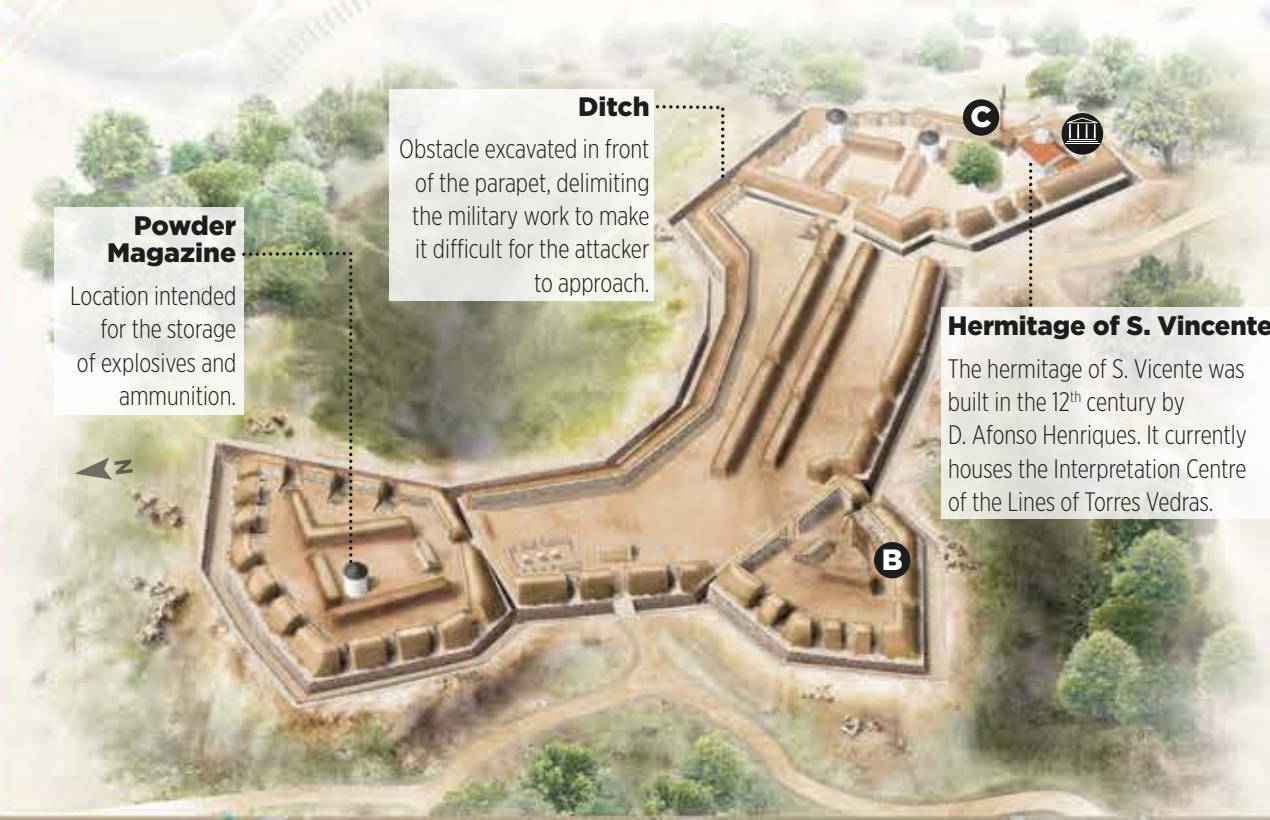 Ditch
Obstacle excavated in front
of the parapet, delimiting
the military work to make
it difficult for the attacker
to approach.
C
Powder
Magazine
Location intended
for the storage
of explosives and
ammunition.
Hermitage of S. Vincente
The hermitage of S. Vicente was
built in the 12th century by
D. Afonso Henriques. It currently
houses the Interpretation Centre
of the Lines of Torres Vedras.
N
B